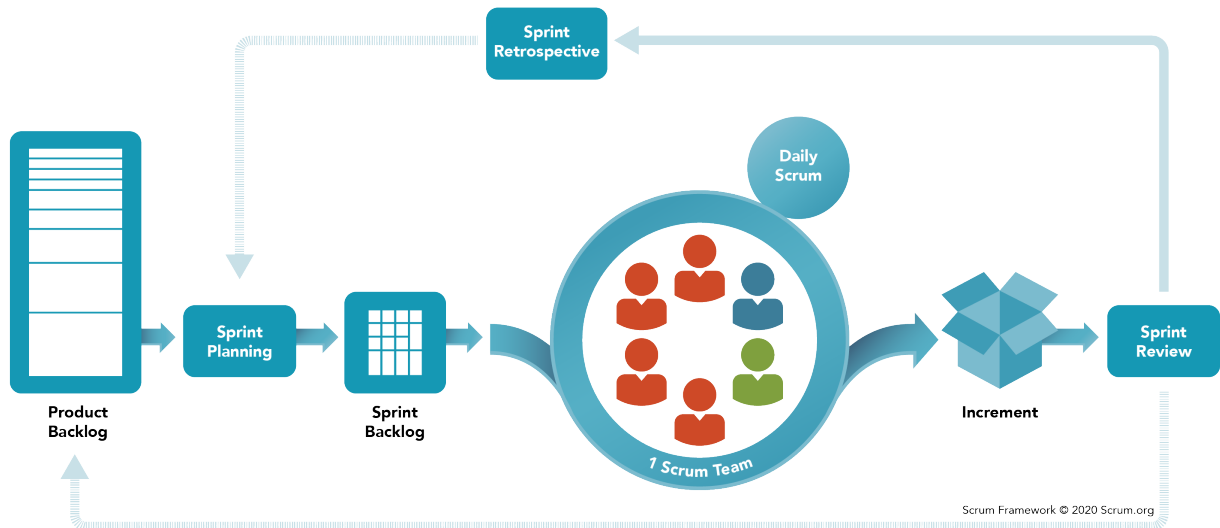 Sprint
Retrospective
Daily
Scrum
Sprint
Planning
Sprint
Review
Product
Backlog
Sprint
Backlog
Increment
1 Scrum Team
Scrum Framework © 2020 Scrum.org